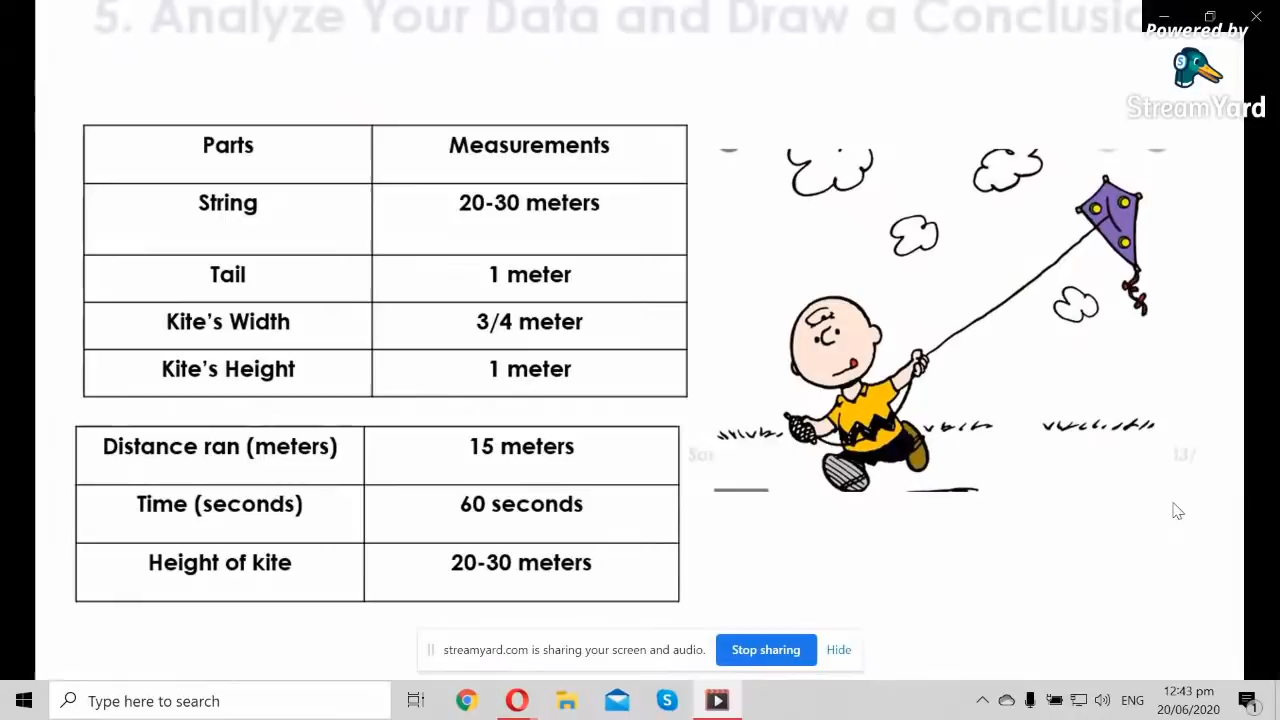 5. Analyze Your Data and Draw a Conclusi
Powered by
S
StreamYard
Parts Measurements
String 20-30 meters
Tail 1 meter
Kite's Width 3/4 meter
Kite's Height 1 meter
Distance ran (meters) 15 meters
Time (seconds) 60 seconds
Height of kite 20-30 meters
streamyard.com is sharing your screen and audio. Stop sharing Hide
Type here to search
S
ENG
12:43 pm
20/06/2020
1